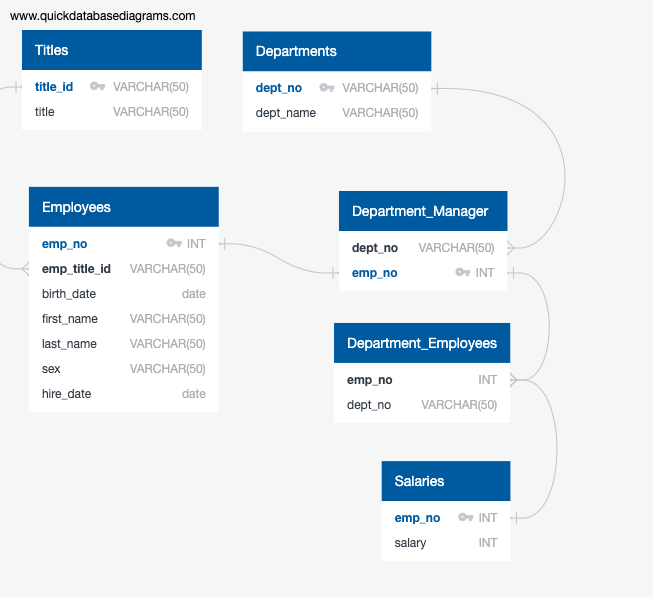 www.quickdatabasediagrams.com
Titles
title_id VARCHAR(50)
title VARCHAR(50)
Departments
dept_no VARCHAR(50)
dept_name VARCHAR(50)
Employees
emp_no INT
emp_title_id VARCHAR(50)
birth_date date
first_name VARCHAR(50)
last_name VARCHAR(50)
sex VARCHAR(50)
hire_date date
Department_Manager
dept_no VARCHAR(50)
emp_no INT
Department_Employees
emp_no INT
dept_no VARCHAR(50)
Salaries
emp_no INT
salary INT